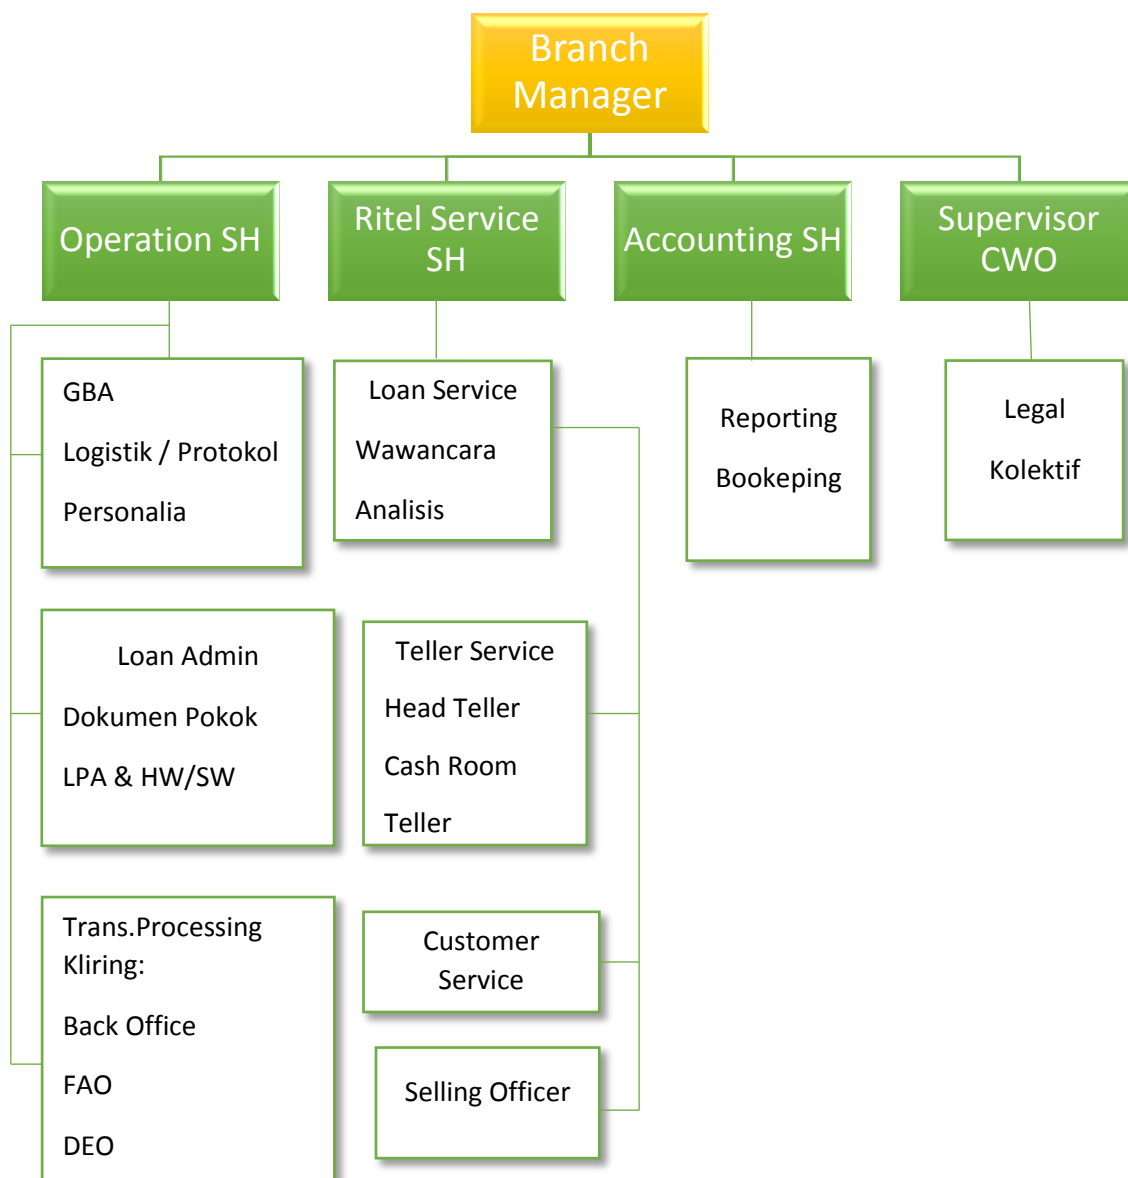 Branch
Manager
Operation SH
Ritel Service
SH
Accounting SH
Supervisor
CWO
GBA
Logistik / Protokol
Personalia
Loan Service
Wawancara
Analisis
Reporting
Bookeping
Legal
Kolektif
Loan Admin
Dokumen Pokok
LPA & HW/SW
Teller Service
Head Teller
Cash Room
Teller
Trans.Processing
Kliring:
Back Office
FAO
DEO
Customer
Service
Selling Officer